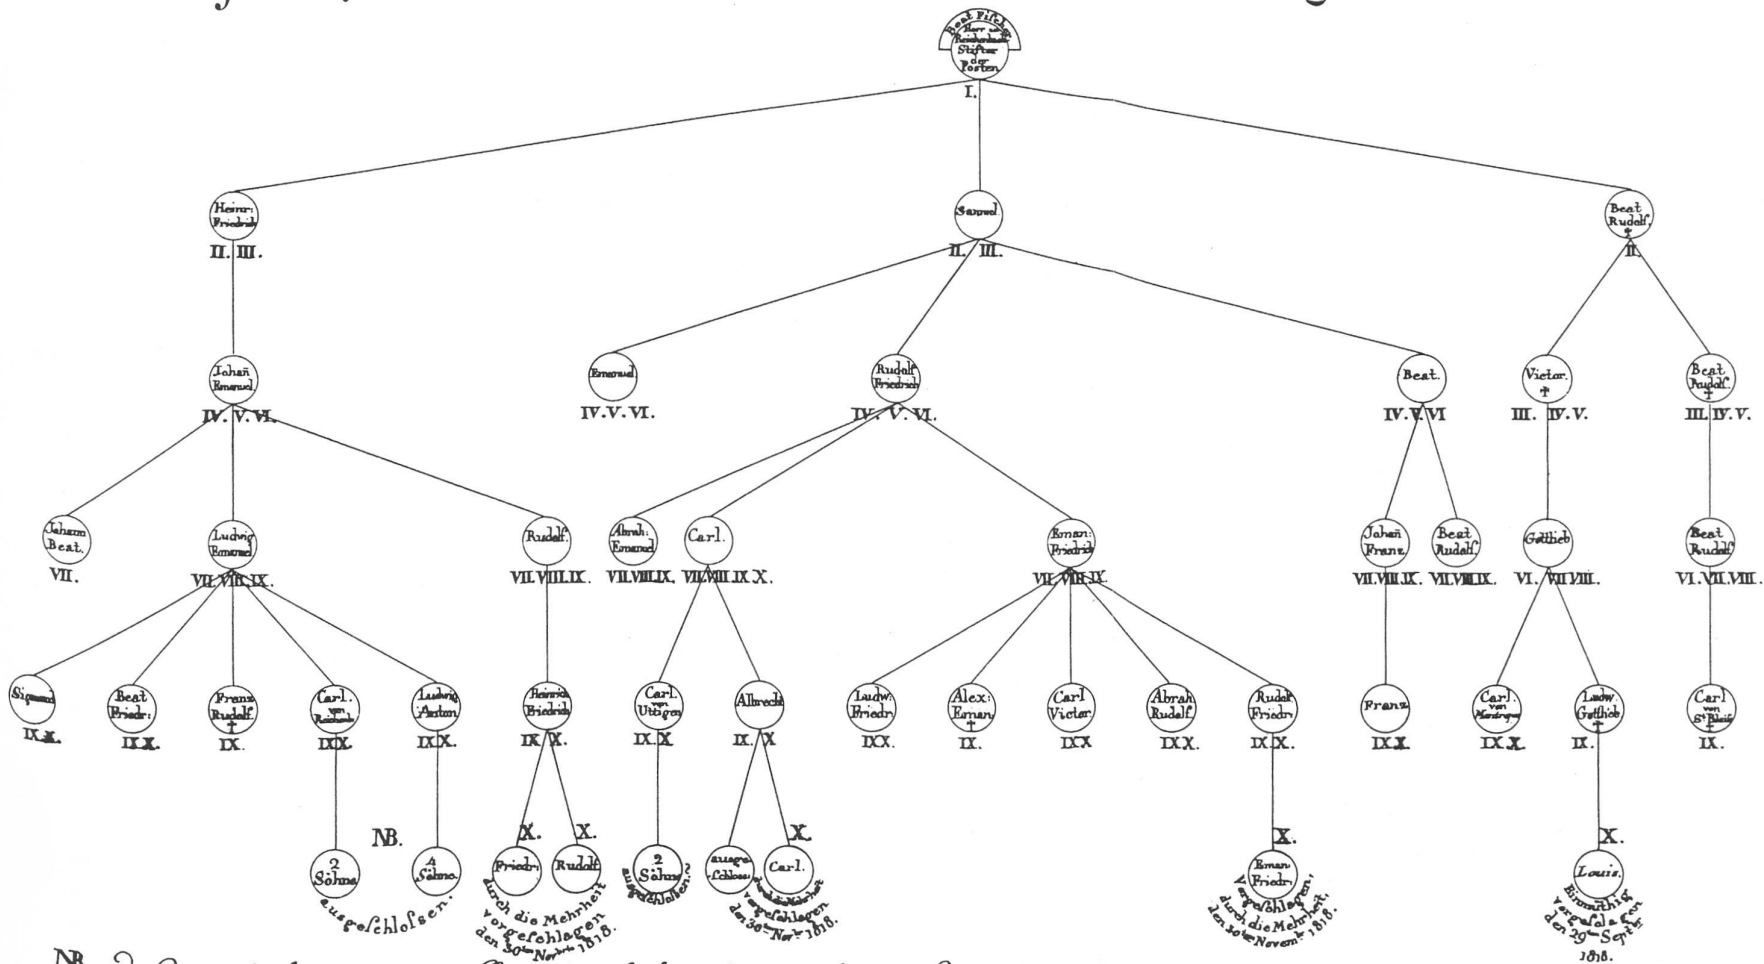 Beat Fischer
Herr zu
Reichenbach
Stifter
der
Posten
I.
Heinr:
Friedrich
II. III.
Samuel
II. III.
Beat
Rudolf.
†
II.
Johañ
Emanuel.
IV. V. VI.
Emanuel
IV. V. VI.
Rudolf
Friedrich
IV. V. VI.
Beat.
IV. V. VI
Victor.
†
III. IV. V.
Beat
Rudolf.
†
III. IV. V.
Johann
Beat.
VII.
Ludwig
Emanuel
VII. VIII. IX.
Rudolf.
VII. VIII. IX.
Abrah:
Emanuel
VII. VIII. IX.
Carl.
VII. VIII. IX. X.
Eman:
Friedrich
VII. VIII. IX.
Johañ
Franz
VII. VIII. IX.
Beat
Rudolf.
VII. VIII. IX.
Gottlieb
VI. VII VIII.
Beat
Rudolf
VI. VII. VIII.
Sigmund
IX. X.
Beat
Friedr:
IX. X.
Franz
Rudolf.
†
IX.
Carl.
von
Reichenb:
IX X.
Ludwig
Anton
IX X.
Heinrich
Friedrich
IX X.
Carl.
von
Uttigen
IX. X
Albrecht
IX. X
Ludw:
Friedr:
IX X.
Alex:
Eman:
†
IX.
Carl
Victor.
IX X
Abrah
Rudolf.
IX X.
Rudolf
Friedr:
IX X.
Franz
IX X
Carl.
von
IX. X.
Ludw.
Gottlieb
†
IX.
Carl
von
†
IX.
NB.
X.
X.
X.
X.
X.
2
Söhne
4
Söhne
ausgeſchloſsen.
Friedr:
Rudolf
durch die Mehrheit
vorgeſchlagen
den 30ten Novbris 1818.
2
Söhne
ausgeſchloſsen.
ausge
ſchloss:
Carl.
durch die Mehrheit
vorgeſchlagen
den 30ten Novbr 1818.
Eman
Friedr:
Vorgeſchlagen,
durch die Mehrheit,
den 30ten Novemb: 1818.
Louis.
Einmüthig
vorgeſclagen
den 29ten Septbr
1818.
NB.